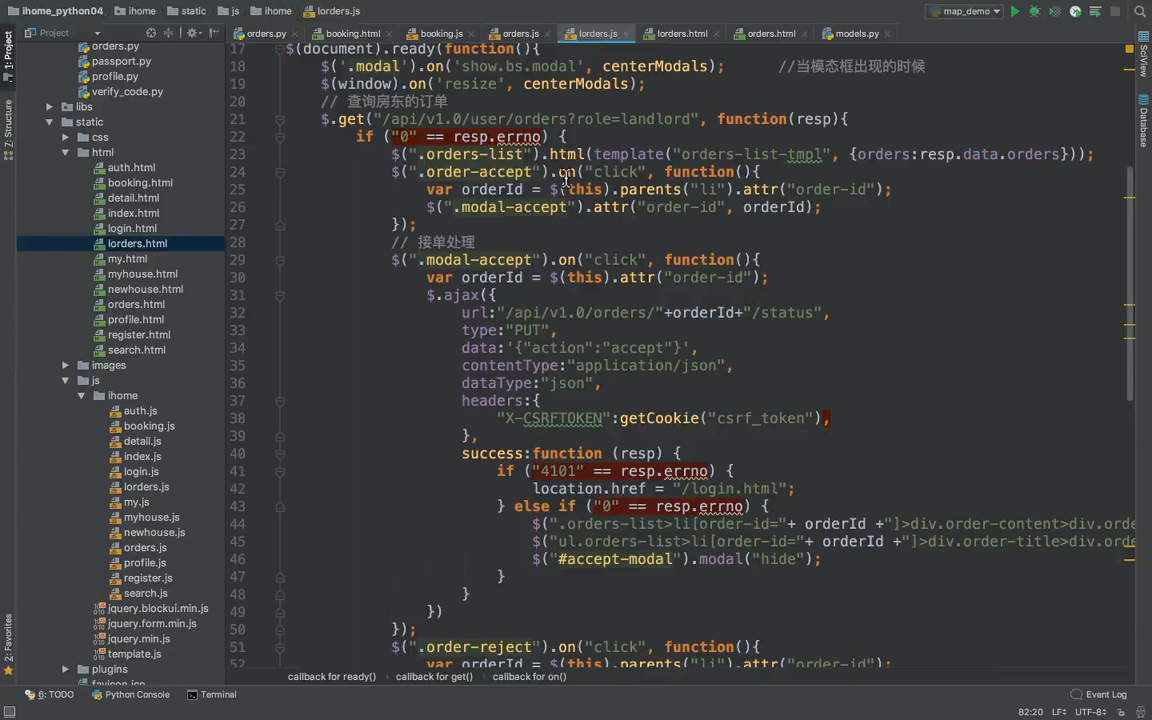 ihome_python04 ihome static js ihome lorders.js map_demo
Project
orders.py booking.html booking.js orders.js lorders.js lorders.html orders.html models.py
1: Project
7: Structure
2: Favorites
SciView
Database
orders.py
passport.py
profile.py
verify_code.py
libs
static
css
html
auth.html
booking.html
detail.html
index.html
login.html
lorders.html
my.html
myhouse.html
newhouse.html
orders.html
profile.html
register.html
search.html
images
js
ihome
auth.js
booking.js
detail.js
index.js
login.js
lorders.js
my.js
myhouse.js
newhouse.js
orders.js
profile.js
register.js
search.js
jquery.blockui.min.js
jquery.form.min.js
jquery.min.js
template.js
plugins
favicon.ico
17 $(document).ready(function(){
18 $('.modal').on('show.bs.modal', centerModals); //当模态框出现的时候
19 $(window).on('resize', centerModals);
20 // 查询房东的订单
21 $.get("/api/v1.0/user/orders?role=landlord", function(resp){
22 if ("0" == resp.errno) {
23 $(".orders-list").html(template("orders-list-tmpl", {orders:resp.data.orders}));
24 $(".order-accept").on("click", function(){
25 var orderId = $(this).parents("li").attr("order-id");
26 $(".modal-accept").attr("order-id", orderId);
27 });
28 // 接单处理
29 $(".modal-accept").on("click", function(){
30 var orderId = $(this).attr("order-id");
31 $.ajax({
32 url:"/api/v1.0/orders/"+orderId+"/status",
33 type:"PUT",
34 data:'{"action":"accept"}',
35 contentType:"application/json",
36 dataType:"json",
37 headers:{
38 "X-CSRFTOKEN":getCookie("csrf_token"),
39 },
40 success:function (resp) {
41 if ("4101" == resp.errno) {
42 location.href = "/login.html";
43 } else if ("0" == resp.errno) {
44 $(".orders-list>li[order-id="+ orderId +"]>div.order-content>div.orde
45 $("ul.orders-list>li[order-id="+ orderId +"]>div.order-title>div.orde
46 $("#accept-modal").modal("hide");
47 }
48 }
49 })
50 });
51 $(".order-reject").on("click", function(){
52 var orderId = $(this).parents("li").attr("order-id");
callback for ready() callback for get() callback for on()
6: TODO Python Console Terminal Event Log
82:20 LF÷ UTF-8÷